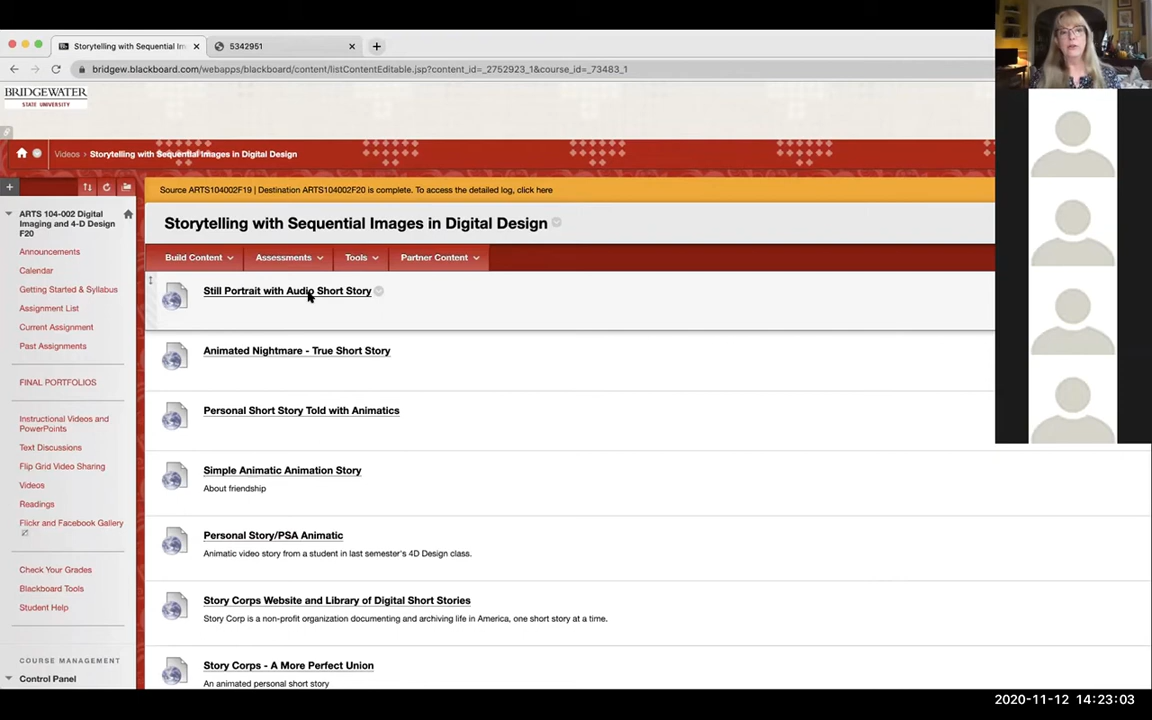 Storytelling with Sequential Im
5342951
bridgew.blackboard.com/webapps/blackboard/content/listContentEditable.jsp?content_id=_2752923_1&course_id=_73483_1
BRIDGEWATER
STATE UNIVERSITY
Videos
Storytelling with Sequential Images in Digital Design
Source ARTS104002F19 | Destination ARTS104002F20 is complete. To access the detailed log, click here
ARTS 104-002 Digital
Imaging and 4-D Design
F20
Announcements
Calendar
Getting Started & Syllabus
Assignment List
Current Assignment
Past Assignments
FINAL PORTFOLIOS
Instructional Videos and
PowerPoints
Text Discussions
Flip Grid Video Sharing
Videos
Readings
Flickr and Facebook Gallery
Check Your Grades
Blackboard Tools
Student Help
COURSE MANAGEMENT
Control Panel
Storytelling with Sequential Images in Digital Design
Build Content
Assessments
Tools
Partner Content
Still Portrait with Audio Short Story
Animated Nightmare - True Short Story
Personal Short Story Told with Animatics
Simple Animatic Animation Story
About friendship
Personal Story/PSA Animatic
Animatic video story from a student in last semester's 4D Design class.
Story Corps Website and Library of Digital Short Stories
Story Corp is a non-profit organization documenting and archiving life in America, one short story at a time.
Story Corps - A More Perfect Union
An animated personal short story
2020-11-12 14:23:03